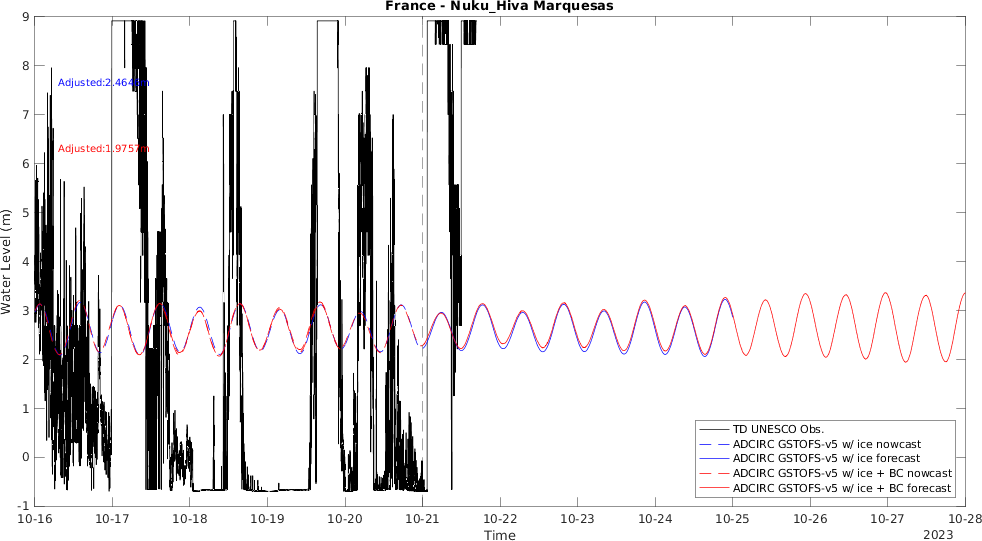 France - Nuku_Hiva Marquesas
9
8
7
6
5
4
3
2
1
0
-1
Water Level (m)
Adjusted:1.9757m
10-16
10-17
10-18
10-19
10-20
10-21
10-22
10-23
10-24
10-25
10-26
10-27
10-28
Time
2023
TD UNESCO Obs.
ADCIRC GSTOFS-v5 w/ ice nowcast
ADCIRC GSTOFS-v5 w/ ice forecast
ADCIRC GSTOFS-v5 w/ ice + BC nowcast
ADCIRC GSTOFS-v5 w/ ice + BC forecast